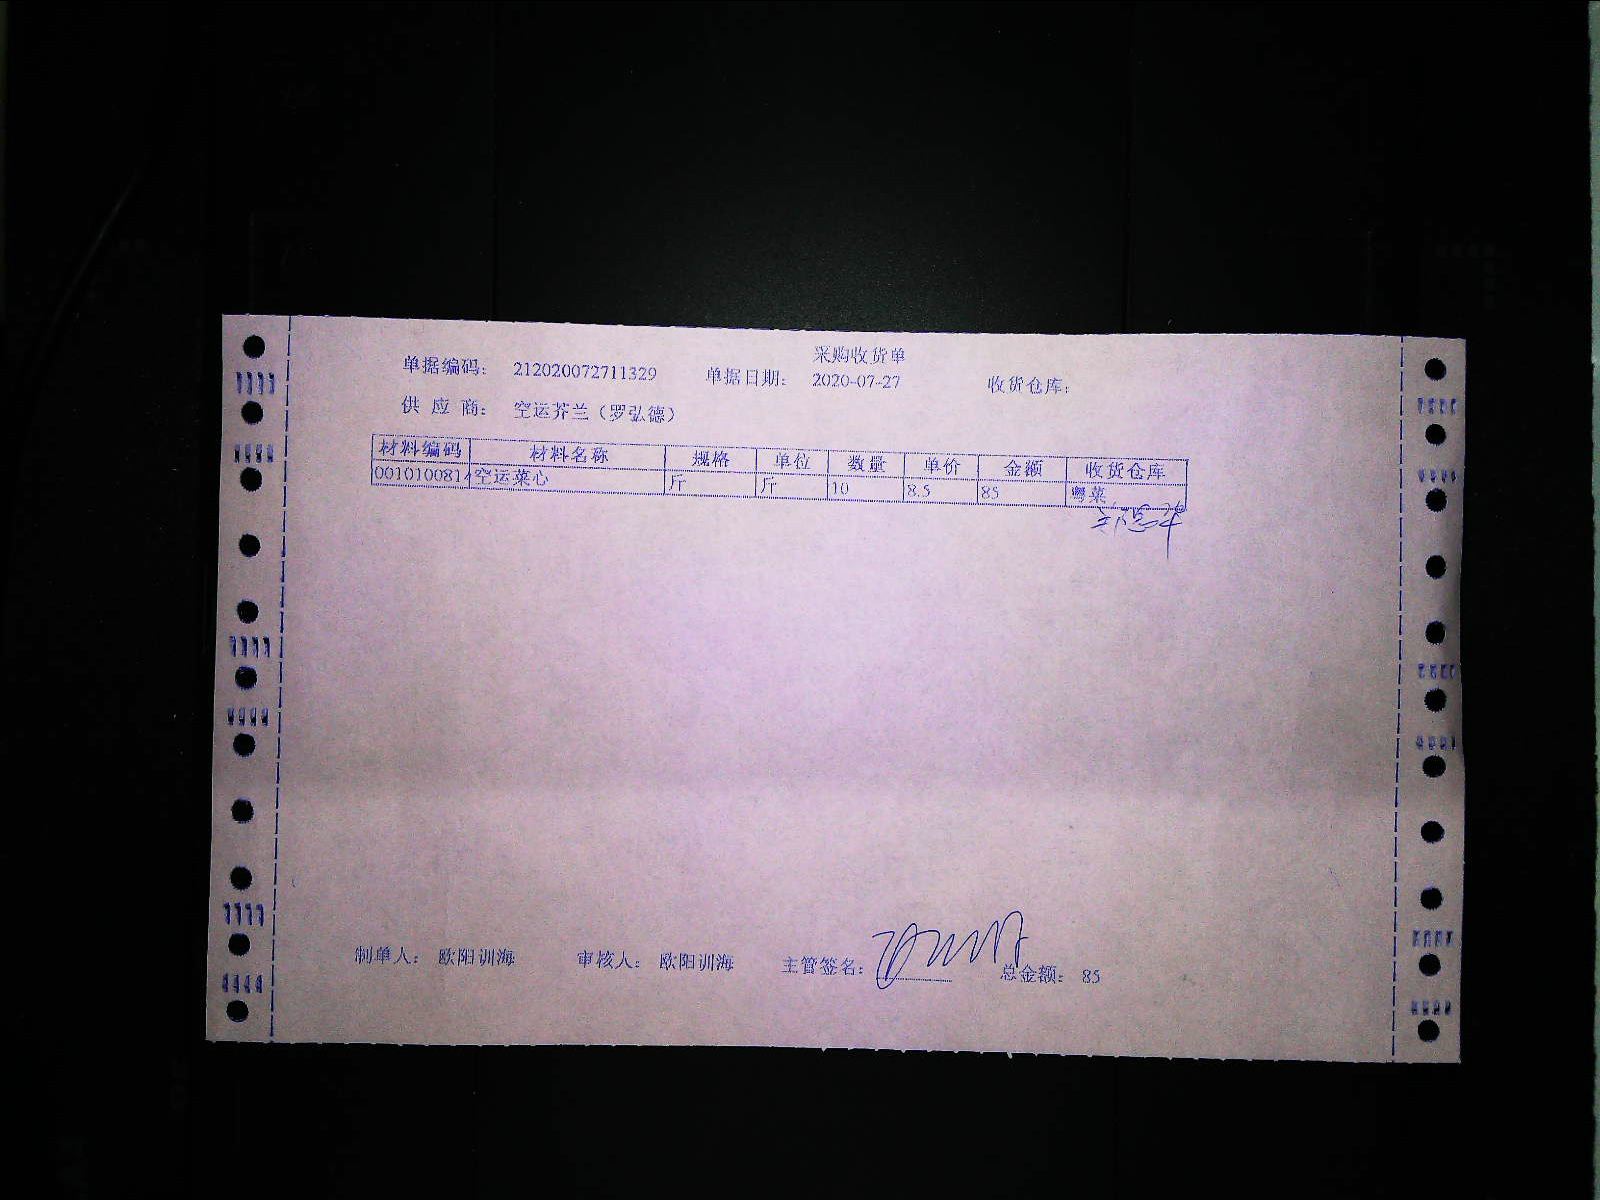 采购收货单
单据编码： 212020072711329 单据日期： 2020-07-27 收货仓库：
供 应 商： 空运芥兰（罗弘德）
材料编码 材料名称 规格 单位 数量 单价 金额 收货仓库
0010100814 空运菜心 斤 斤 10 8.5 85 粤菜
制单人： 欧阳训海 审核人： 欧阳训海 主管签名： 总金额： 85